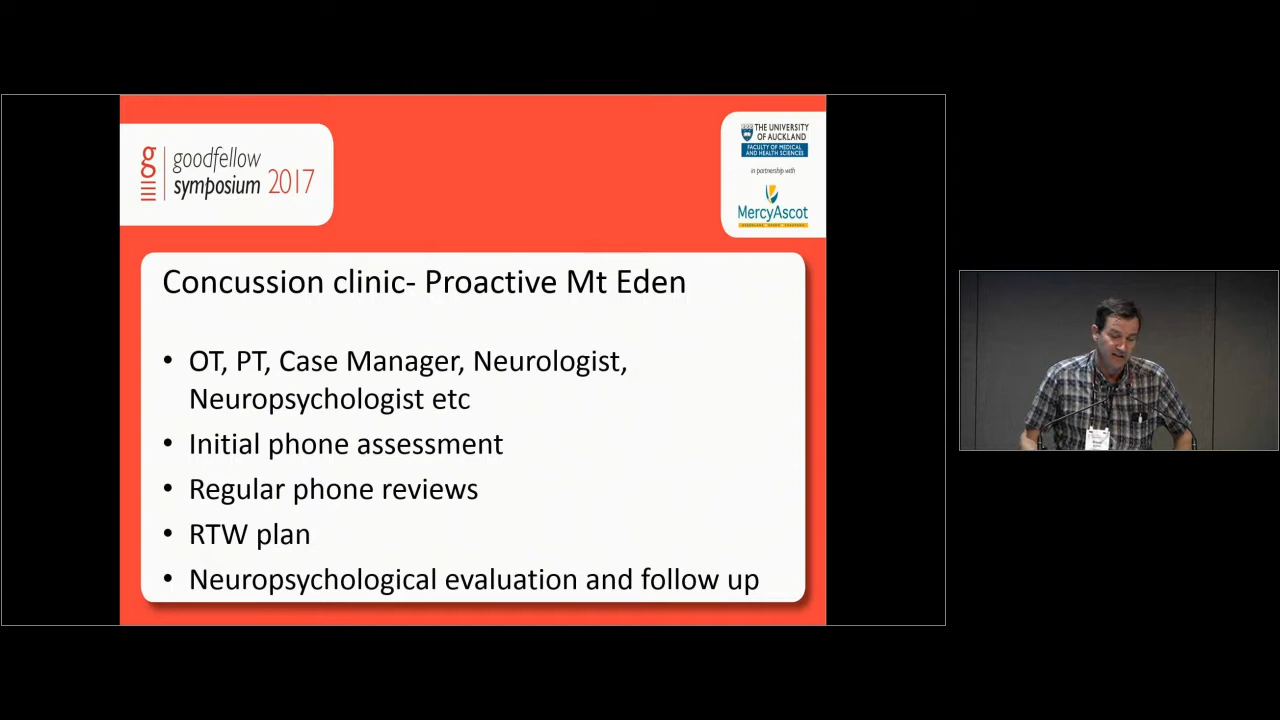 goodfellow
symposium 2017
THE UNIVERSITY
OF AUCKLAND
FACULTY OF MEDICAL
AND HEALTH SCIENCES
in partnership with
MercyAscot
Concussion clinic- Proactive Mt Eden
• OT, PT, Case Manager, Neurologist,
Neuropsychologist etc
• Initial phone assessment
• Regular phone reviews
• RTW plan
• Neuropsychological evaluation and follow up